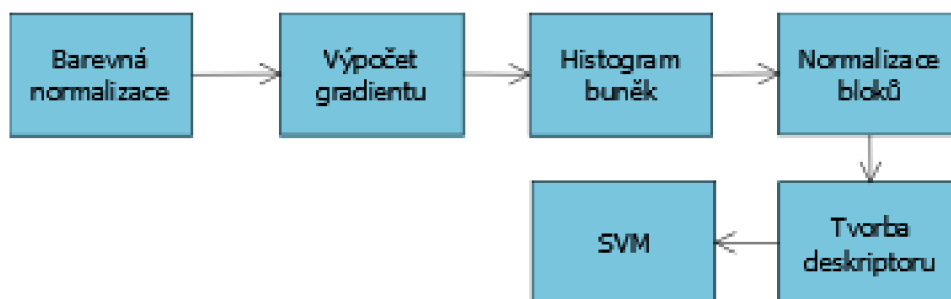 Barevná
normalizace
Výpočet
gradientu
Histogram
buněk
Normalizace
bloků
Tvorba
deskriptoru
SVM